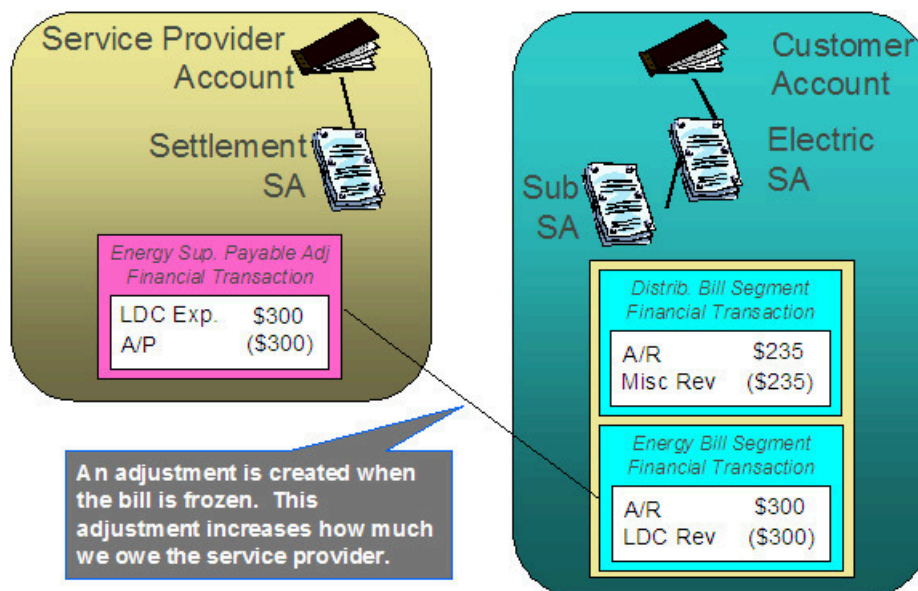 Service Provider
Account
Settlement
SA
Energy Sup. Payable Adj
Financial Transaction
LDC Exp. $300
A/P ($300)
An adjustment is created when
the bill is frozen. This
adjustment increases how much
we owe the service provider.
Customer
Account
Electric
SA
Sub
SA
Distrib. Bill Segment
Financial Transaction
A/R $235
Misc Rev ($235)
Energy Bill Segment
Financial Transaction
A/R $300
LDC Rev ($300)